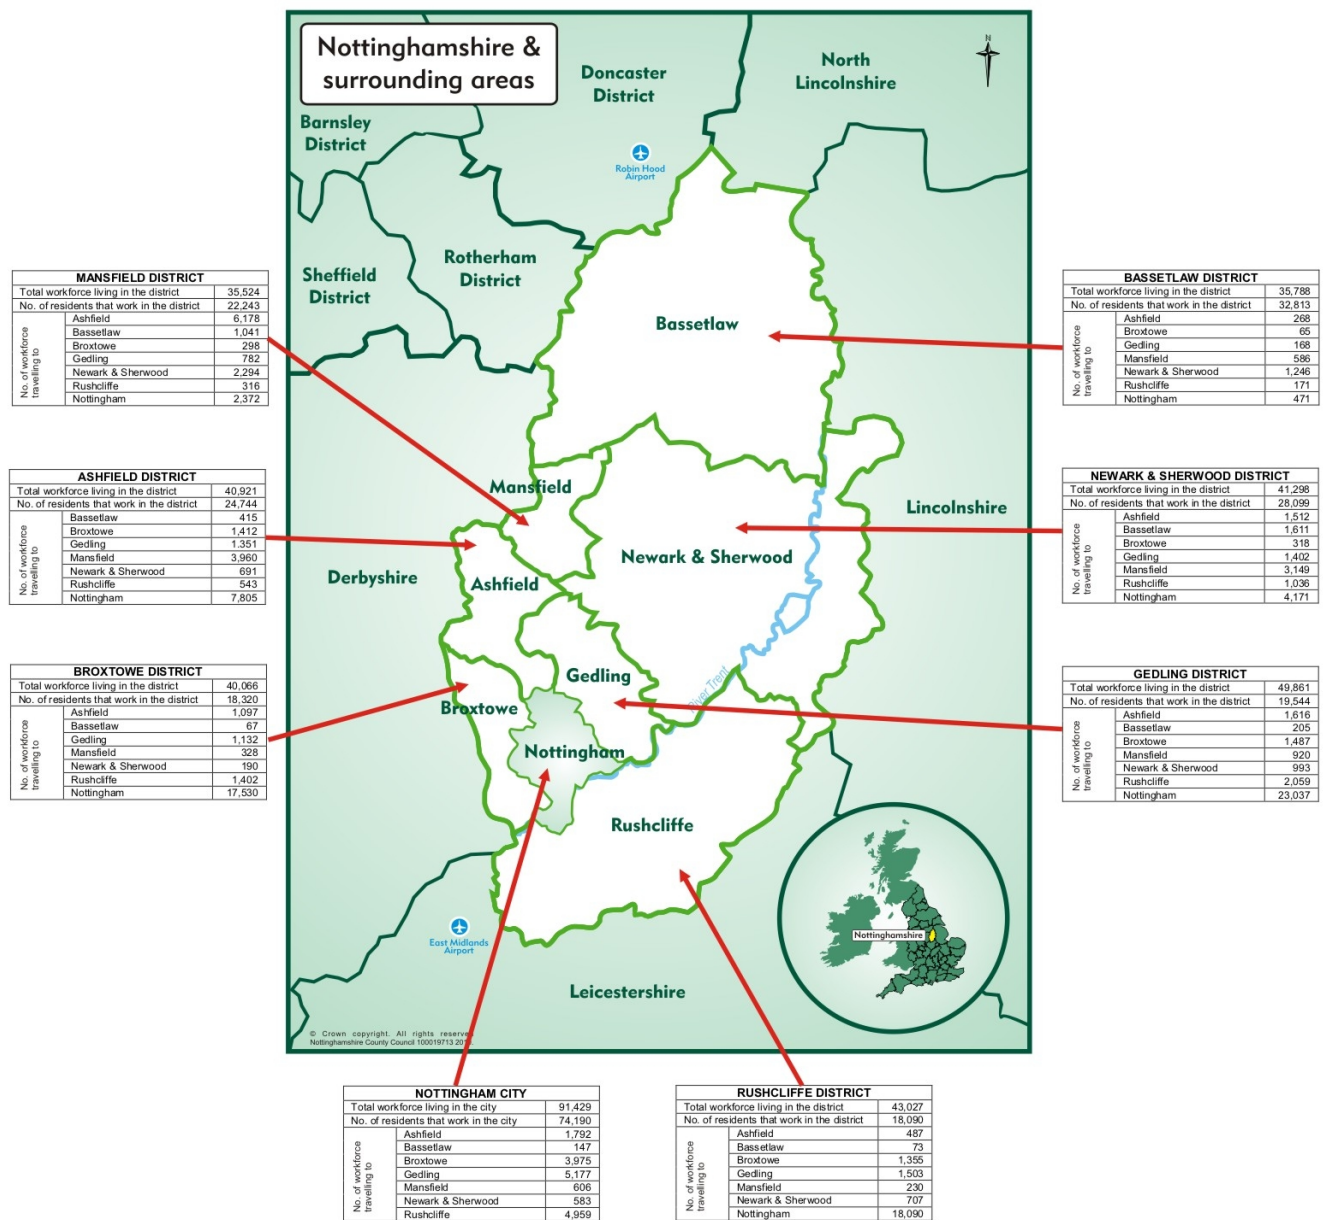 Nottinghamshire &
surrounding areas
Doncaster
District
North
Lincolnshire
N
Barnsley
District
Robin Hood
Airport
Rotherham
District
Sheffield
District
Bassetlaw
Mansfield
Lincolnshire
Newark & Sherwood
Derbyshire
Ashfield
Gedling
River Trent
Broxtowe
Nottingham
Rushcliffe
Nottinghamshire
East Midlands
Airport
Leicestershire
© Crown copyright. All rights reserve
Nottinghamshire County Council 100019713
MANSFIELD DISTRICT
Total workforce living in the district 35,524
No. of residents that work in the district 22,243
No. of workforce
travelling to
Ashfield 6,178
Bassetlaw 1,041
Broxtowe 298
Gedling 782
Newark & Sherwood 2,294
Rushcliffe 316
Nottingham 2,372
ASHFIELD DISTRICT
Total workforce living in the district 40,921
No. of residents that work in the district 24,744
No. of workforce
travelling to
Bassetlaw 415
Broxtowe 1,412
Gedling 1.351
Mansfield 3,960
Newark & Sherwood 691
Rushcliffe 543
Nottingham 7,805
BROXTOWE DISTRICT
Total workforce living in the district 40,066
No. of residents that work in the district 18,320
No. of workforce
travelling to
Ashfield 1,097
Bassetlaw 67
Gedling 1,132
Mansfield 328
Newark & Sherwood 190
Rushcliffe 1,402
Nottingham 17,530
BASSETLAW DISTRICT
Total workforce living in the district 35,788
No. of residents that work in the district 32,813
No. of workforce
travelling to
Ashfield 268
Broxtowe 65
Gedling 168
Mansfield 586
Newark & Sherwood 1,246
Rushcliffe 171
Nottingham 471
NEWARK & SHERWOOD DISTRICT
Total workforce living in the district 41,298
No. of residents that work in the district 28,099
No. of workforce
travelling to
Ashfield 1,512
Bassetlaw 1,611
Broxtowe 318
Gedling 1,402
Mansfield 3,149
Rushcliffe 1,036
Nottingham 4,171
GEDLING DISTRICT
Total workforce living in the district 49,861
No. of residents that work in the district 19,544
No. of workforce
travelling to
Ashfield 1,616
Bassetlaw 205
Broxtowe 1,487
Mansfield 920
Newark & Sherwood 993
Rushcliffe 2,059
Nottingham 23,037
NOTTINGHAM CITY
Total workforce living in the city 91,429
No. of residents that work in the city 74,190
No. of workforce
travelling to
Ashfield 1,792
Bassetlaw 147
Broxtowe 3,975
Gedling 5,177
Mansfield 606
Newark & Sherwood 583
Rushcliffe 4,959
RUSHCLIFFE DISTRICT
Total workforce living in the district 43,027
No. of residents that work in the district 18,090
No. of workforce
travelling to
Ashfield 487
Bassetlaw 73
Broxtowe 1,355
Gedling 1,503
Mansfield 230
Newark & Sherwood 707
Nottingham 18,090